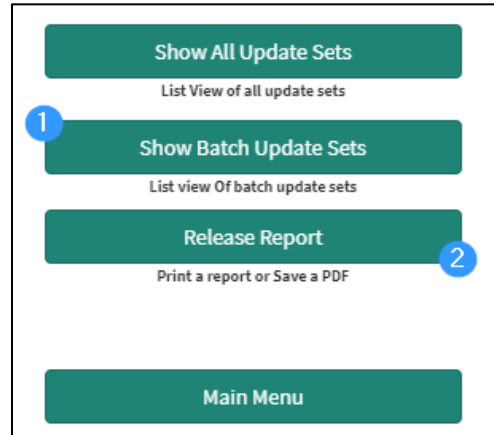 Show All Update Sets
List View of all update sets
1
Show Batch Update Sets
List view Of batch update sets
Release Report
2
Print a report or Save a PDF
Main Menu